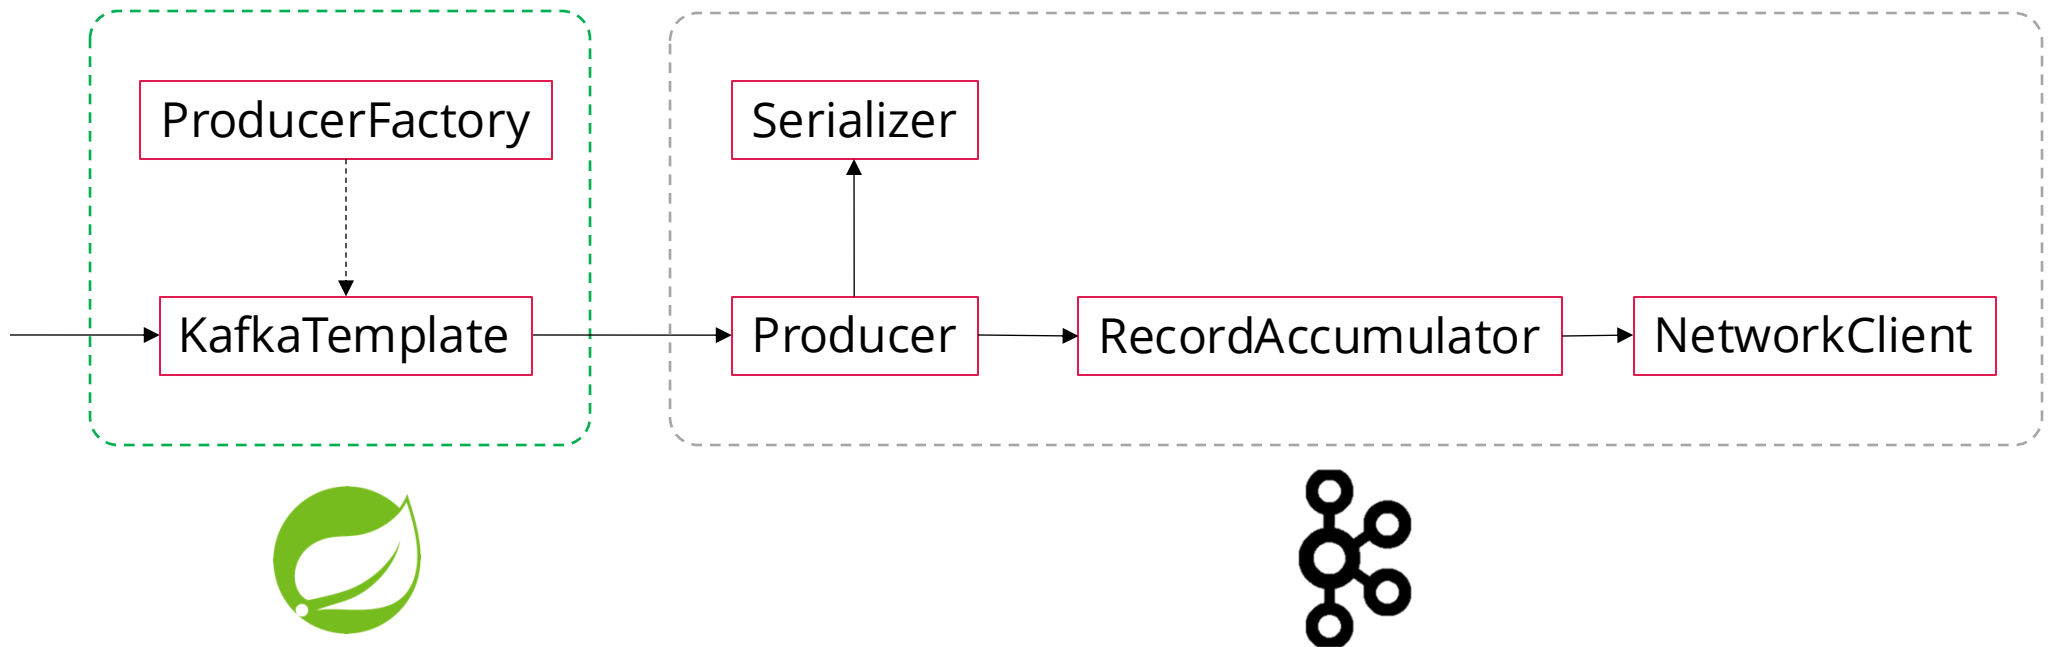 ProducerFactory
Serializer
KafkaTemplate
Producer
RecordAccumulator
NetworkClient